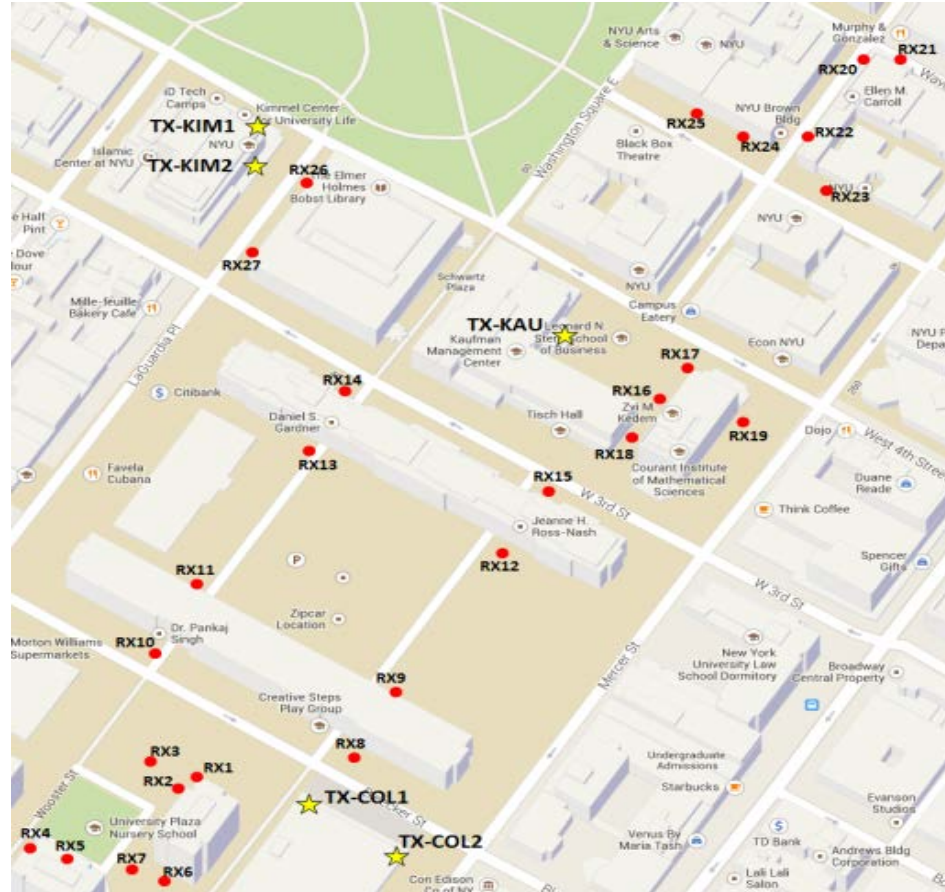 NYU Arts
& Science
NYU
Murphy &
Gonzalez
RX21
RX20
iD Tech
Camps
Kimmel Center
for University Life
Washington Square E
Ellen M.
Carroll
TX-KIM1
NYU
RX25
NYU Brown
Bldg
RX22
Islamic
Center at NYU
TX-KIM2
Black Box
Theatre
RX24
RX26
The Elmer
Holmes
Bobst Library
NYU
RX23
NYU
e Half
Pint
e Dove
RX27
Schwartz
Plaza
NYU
Mille-feuille
Bakery Cafe
Campus
Eatery
LaGuardia Pl
TX-KAU
Leonard N.
Stern School
of Business
Kaufman
Management
Center
Econ NYU
RX17
RX14
Citibank
RX16
Daniel S.
Gardner
Tisch Hall
Zvi M.
Kedem
RX19
RX18
Dojo
West 4th Street
RX13
Courant Institute
of Mathematical
Sciences
Favela
Cubana
RX15
W 3rd St
Duane
Reade
Think Coffee
Jeanne H.
Ross-Nash
P
RX12
Spencer
Gifts
RX11
W 3rd St
Zipcar
Location
Dr. Pankaj
Singh
RX10
Morton Williams
Supermarkets
Mercer St
New York
University Law
School Dormitory
Broadway
Central Property
RX9
Creative Steps
Play Group
RX8
RX3
RX1
RX2
Undergraduate
Admissions
Starbucks
Wooster St
TX-COL1
Evanson
Studios
University Plaza
Nursery School
RX4
RX5
TX-COL2
Venus By
Maria Tash
TD Bank
Andrews Bldg
Corporation
RX7
RX6
Con Edison
Co of NY
Lali Lali
Salon